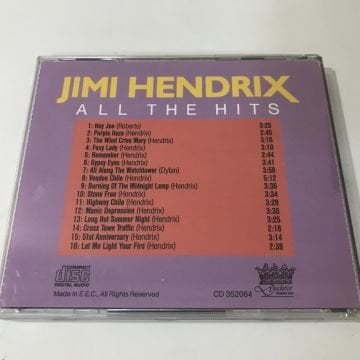 JIMI HENDRIX
ALL THE HITS
1: Hey Joe (Roberts) 3:25
2: Purple Haze (Hendrix) 2:45
3: The Wind Cries Mary (Hendrix) 3:18
4: Foxy Lady (Hendrix) 3:10
5: Remember (Hendrix) 2:44
6: Gypsy Eyes (Hendrix) 3:41
7: All Along The Watchtower (Dylan) 3:58
8: Voodoo Chile (Hendrix) 5:12
9: Burning Of The Midnight Lamp (Hendrix) 3:36
10: Stone Free (Hendrix) 3:34
11: Highway Chile (Hendrix) 3:28
12: Manic Depression (Hendrix) 3:35
13: Long Hot Summer Night (Hendrix) 3:25
14: Cross Town Traffic (Hendrix) 2:18
15: 51st Anniversary (Hendrix) 3:14
16: Let Me Light Your Fire (Hendrix) 2:39
COMPACT
disc
DIGITAL AUDIO
Made in E.E.C., All Rights Reserved
CD 352064